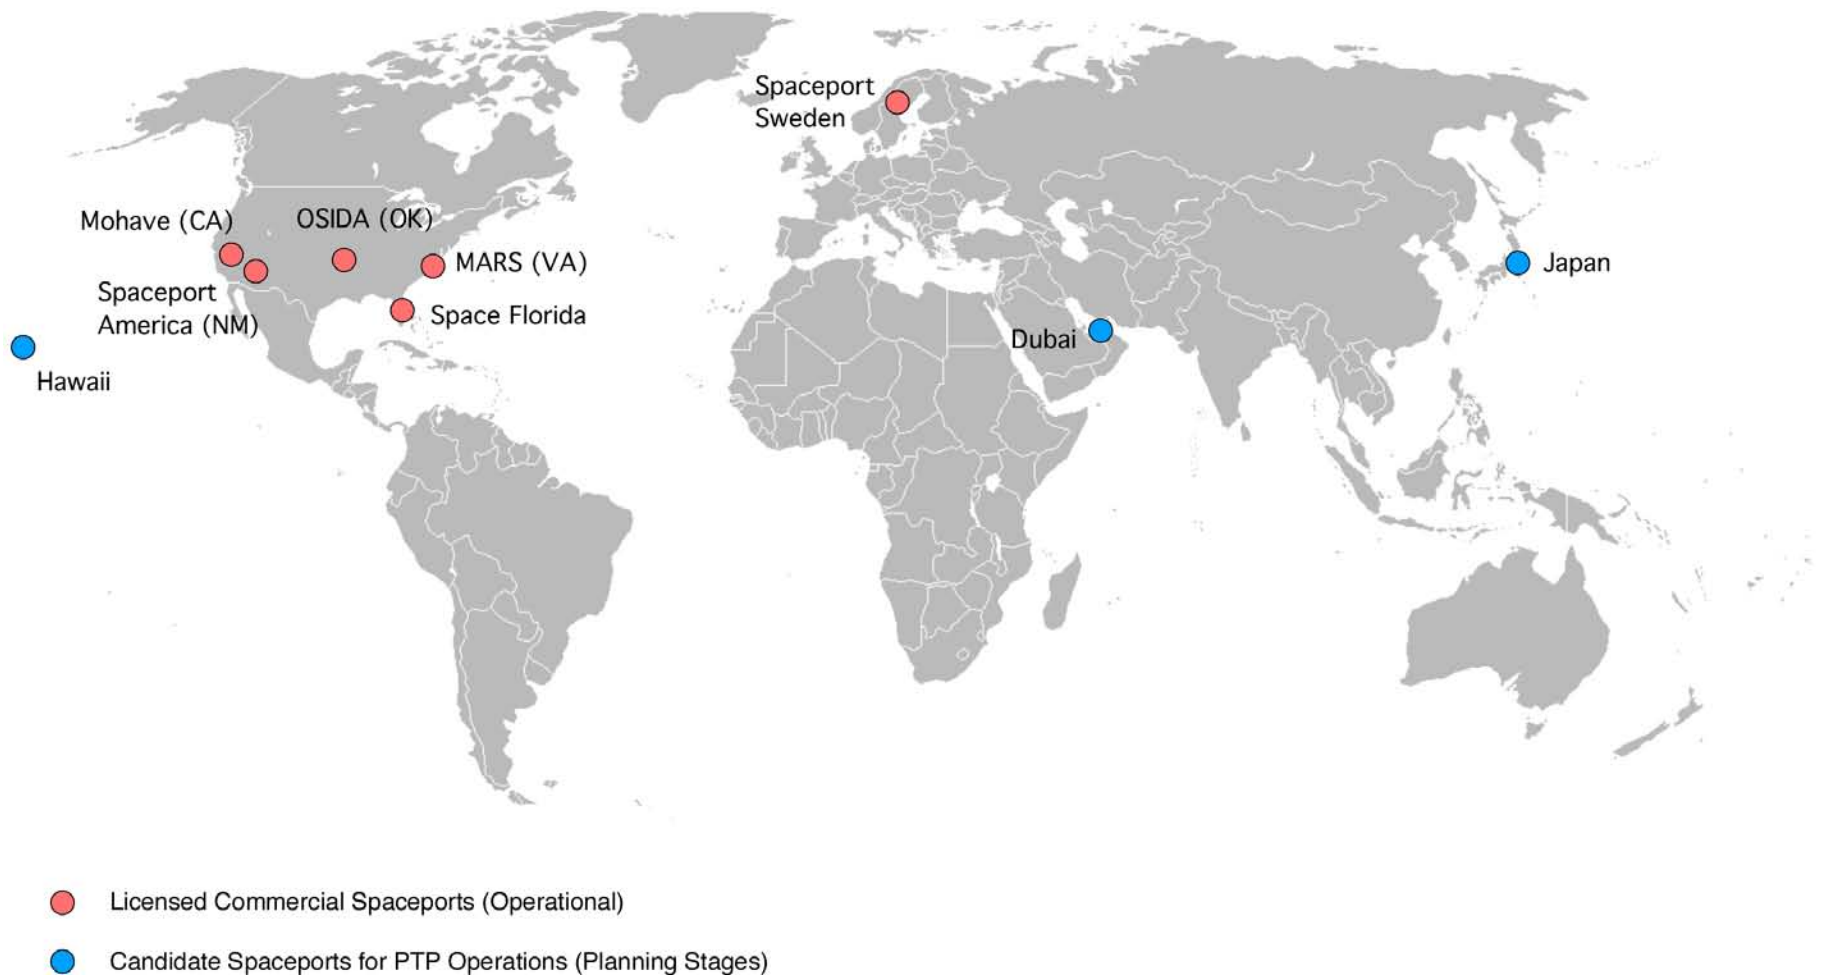 Spaceport
Sweden
Mohave (CA)
OSIDA (OK)
MARS (VA)
Japan
Spaceport
America (NM)
Space Florida
Dubai
Hawaii
Licensed Commercial Spaceports (Operational)
Candidate Spaceports for PTP Operations (Planning Stages)